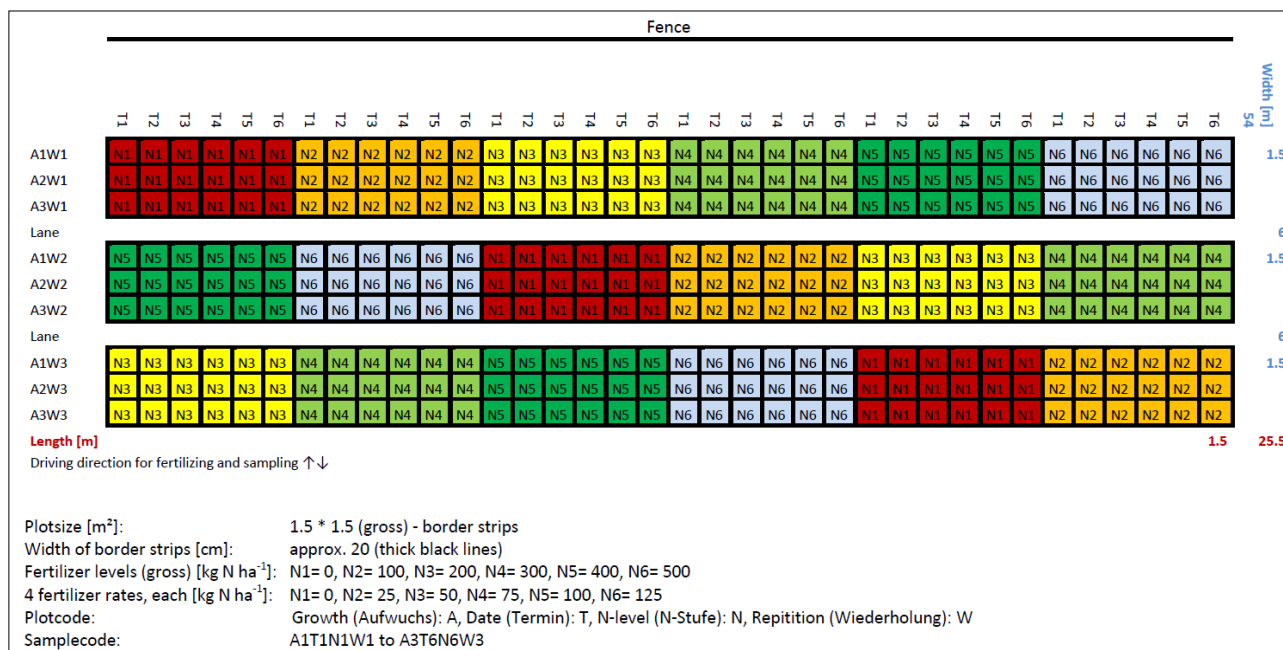 Fence
Width [m]
54
T1 T2 T3 T4 T5 T6 T1 T2 T3 T4 T5 T6 T1 T2 T3 T4 T5 T6 T1 T2 T3 T4 T5 T6 T1 T2 T3 T4 T5 T6 T1 T2 T3 T4 T5 T6
A1W1 N1 N1 N1 N1 N1 N1 N2 N2 N2 N2 N2 N2 N3 N3 N3 N3 N3 N3 N4 N4 N4 N4 N4 N4 N5 N5 N5 N5 N5 N5 N6 N6 N6 N6 N6 N6 1.5
A2W1 N1 N1 N1 N1 N1 N1 N2 N2 N2 N2 N2 N2 N3 N3 N3 N3 N3 N3 N4 N4 N4 N4 N4 N4 N5 N5 N5 N5 N5 N5 N6 N6 N6 N6 N6 N6
A3W1 N1 N1 N1 N1 N1 N1 N2 N2 N2 N2 N2 N2 N3 N3 N3 N3 N3 N3 N4 N4 N4 N4 N4 N4 N5 N5 N5 N5 N5 N5 N6 N6 N6 N6 N6 N6
Lane 6
A1W2 N5 N5 N5 N5 N5 N5 N6 N6 N6 N6 N6 N6 N1 N1 N1 N1 N1 N1 N2 N2 N2 N2 N2 N2 N3 N3 N3 N3 N3 N3 N4 N4 N4 N4 N4 N4 1.5
A2W2 N5 N5 N5 N5 N5 N5 N6 N6 N6 N6 N6 N6 N1 N1 N1 N1 N1 N1 N2 N2 N2 N2 N2 N2 N3 N3 N3 N3 N3 N3 N4 N4 N4 N4 N4 N4
A3W2 N5 N5 N5 N5 N5 N5 N6 N6 N6 N6 N6 N6 N1 N1 N1 N1 N1 N1 N2 N2 N2 N2 N2 N2 N3 N3 N3 N3 N3 N3 N4 N4 N4 N4 N4 N4
Lane 6
A1W3 N3 N3 N3 N3 N3 N3 N4 N4 N4 N4 N4 N4 N5 N5 N5 N5 N5 N5 N6 N6 N6 N6 N6 N6 N1 N1 N1 N1 N1 N1 N2 N2 N2 N2 N2 N2 1.5
A2W3 N3 N3 N3 N3 N3 N3 N4 N4 N4 N4 N4 N4 N5 N5 N5 N5 N5 N5 N6 N6 N6 N6 N6 N6 N1 N1 N1 N1 N1 N1 N2 N2 N2 N2 N2 N2
A3W3 N3 N3 N3 N3 N3 N3 N4 N4 N4 N4 N4 N4 N5 N5 N5 N5 N5 N5 N6 N6 N6 N6 N6 N6 N1 N1 N1 N1 N1 N1 N2 N2 N2 N2 N2 N2
Length [m] 1.5 25.5
Driving direction for fertilizing and sampling ↑↓
Plotsize [m²]: 1.5 * 1.5 (gross) - border strips
Width of border strips [cm]: approx. 20 (thick black lines)
Fertilizer levels (gross) [kg N ha⁻¹]: N1= 0, N2= 100, N3= 200, N4= 300, N5= 400, N6= 500
4 fertilizer rates, each [kg N ha⁻¹]: N1= 0, N2= 25, N3= 50, N4= 75, N5= 100, N6= 125
Plotcode: Growth (Aufwuchs): A, Date (Termin): T, N-level (N-Stufe): N, Repitition (Wiederholung): W
Samplecode: A1T1N1W1 to A3T6N6W3